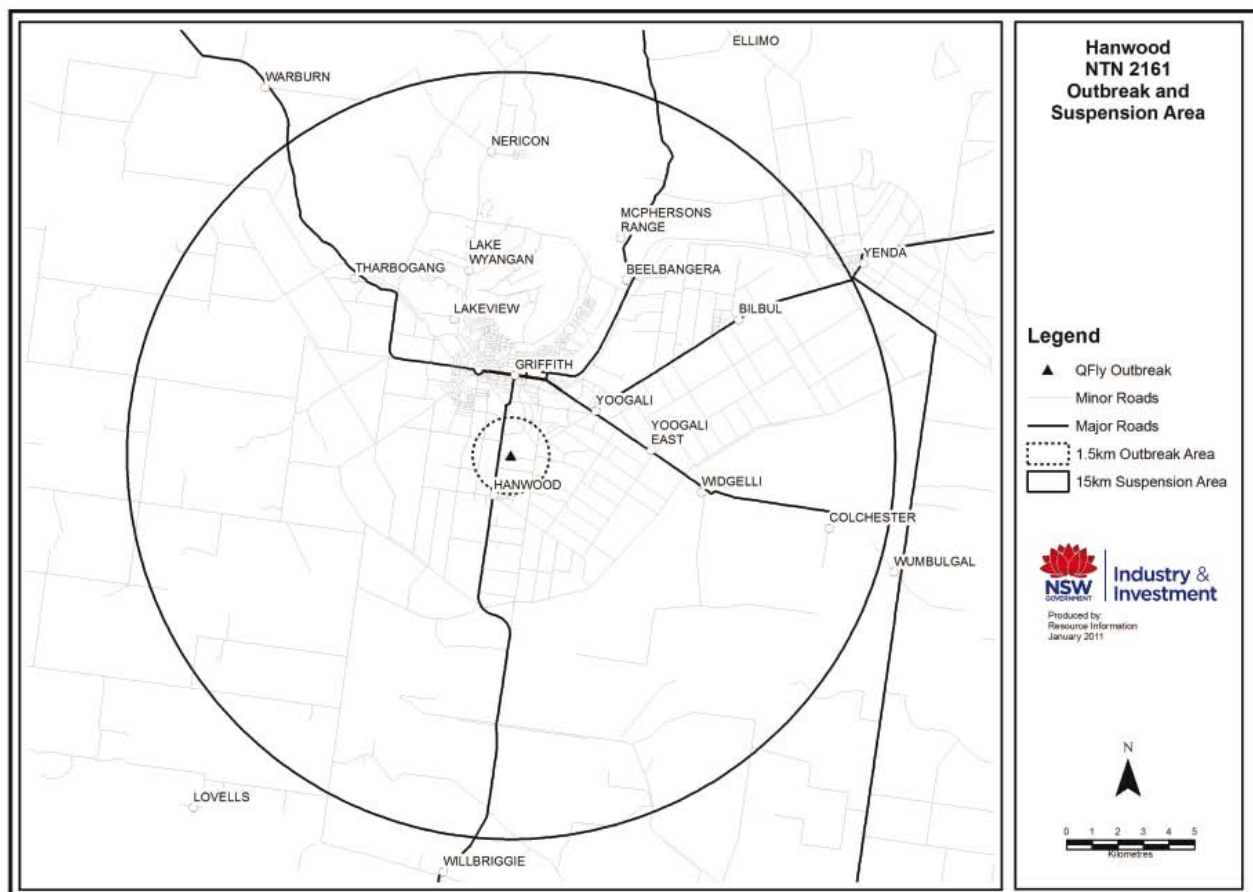 ELLIMO
WARBURN
NERICON
MCPHERSONS
RANGE
LAKE
WYANGAN
YENDA
THARBOGANG
BEELBANGERA
LAKEVIEW
BILBUL
GRIFFITH
YOOGALI
YOOGALI
EAST
HANWOOD
WIDGELLI
COLCHESTER
WUMBULGAL
LOVELLS
WILLBRIGGIE
Hanwood
NTN 2161
Outbreak and
Suspension Area
Legend
QFly Outbreak
Minor Roads
Major Roads
1.5km Outbreak Area
15km Suspension Area
NSW
GOVERNMENT
Industry &
Investment
Produced by:
Resource Information
January 2011
N
0 1 2 3 4 5
Kilometres